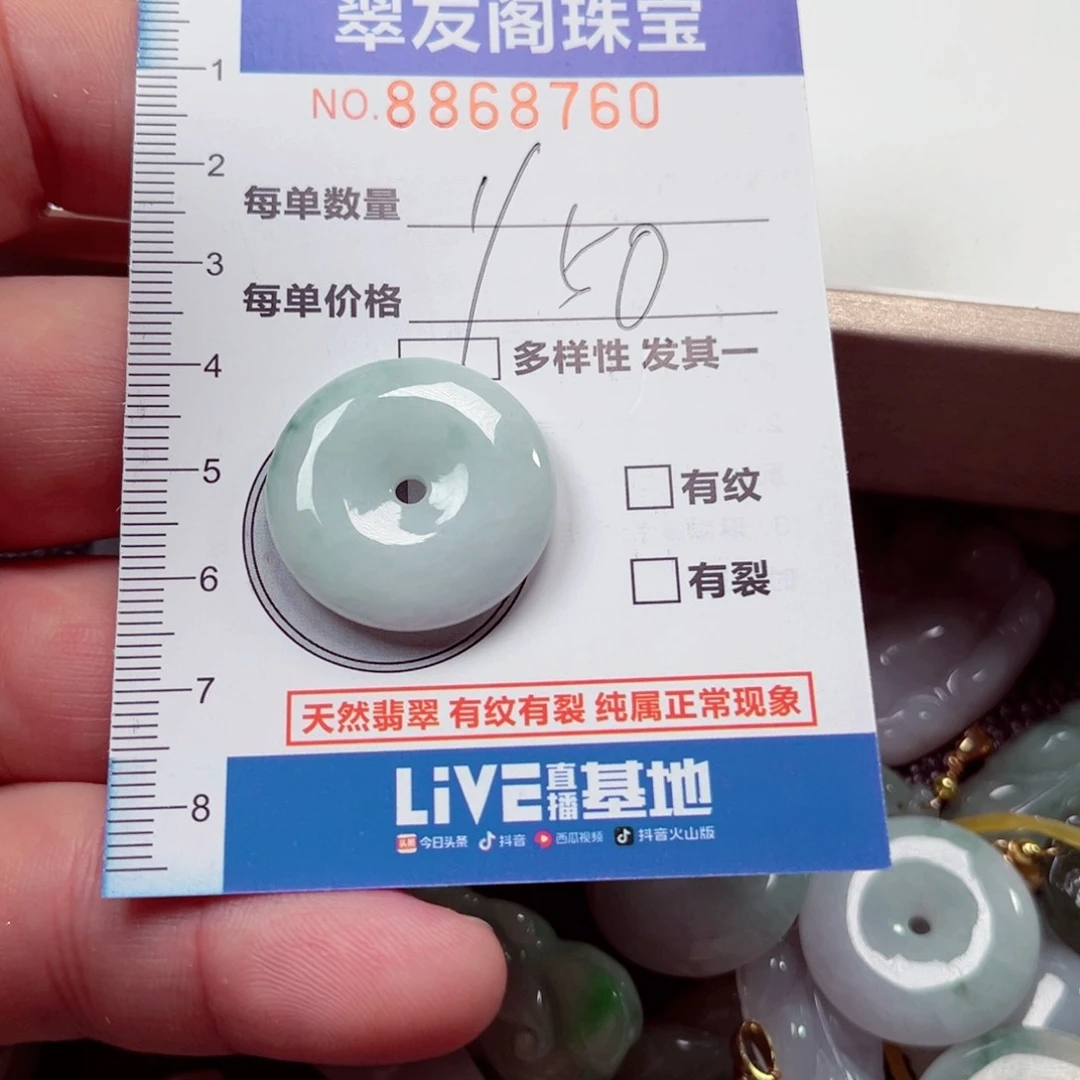 翠友阁珠宝
1
NO.8868760
2
每单数量
3
每单价格 150
4
多样性 发其一
5
有纹
6
有裂
7
天然翡翠 有纹有裂 纯属正常现象
8
LiVE直播基地
头条 今日头条 抖音 西瓜视频 抖音火山版